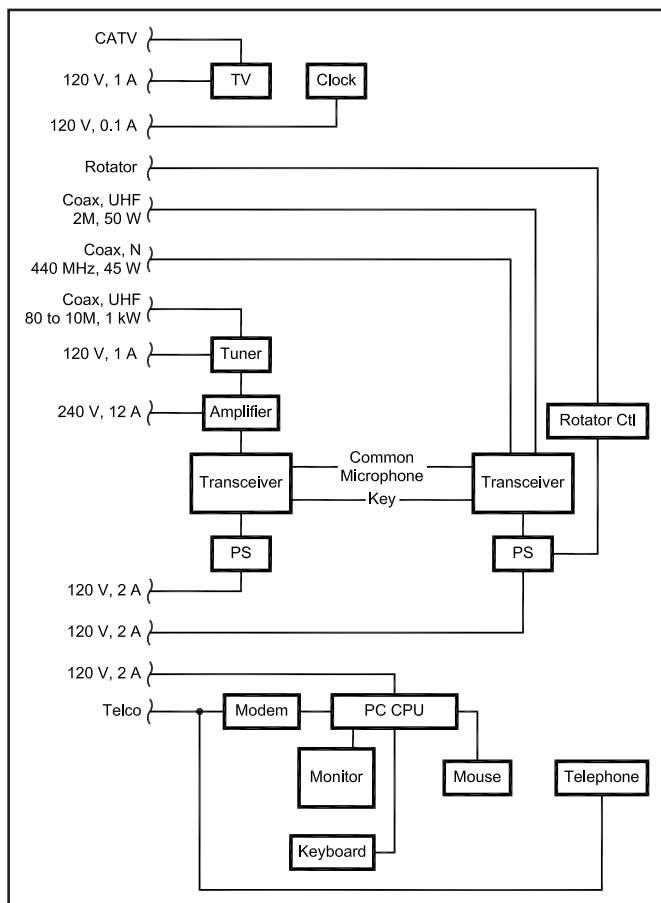 CATV
120 V, 1 A
TV
Clock
120 V, 0.1 A
Rotator
Coax, UHF
2M, 50 W
Coax, N
440 MHz, 45 W
Coax, UHF
80 to 10M, 1 kW
120 V, 1 A
Tuner
240 V, 12 A
Amplifier
Rotator Ctl
Transceiver
Common
Microphone
Key
Transceiver
PS
PS
120 V, 2 A
120 V, 2 A
120 V, 2 A
Telco
Modem
PC CPU
Monitor
Mouse
Telephone
Keyboard